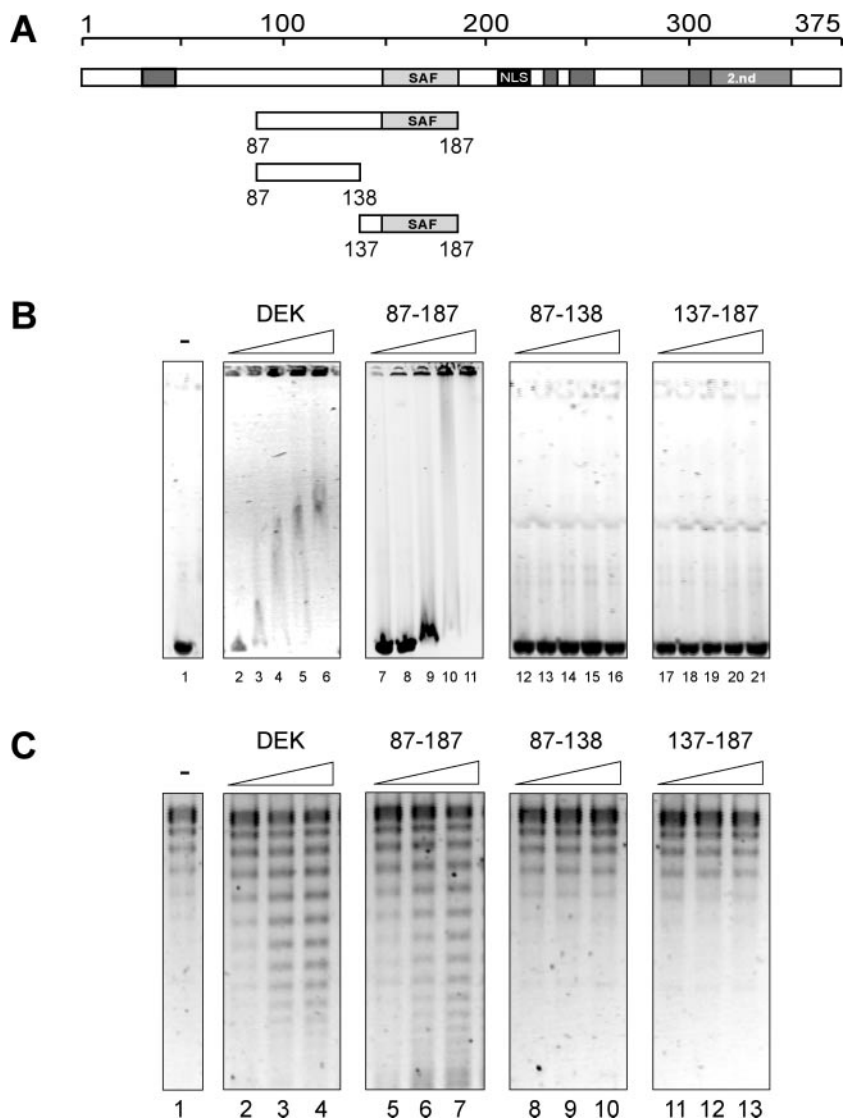 A
1 100 200 300 375
SAF NLS 2.nd
SAF
87 187
87 138
SAF
137 187
B
- DEK 87-187 87-138 137-187
1 2 3 4 5 6 7 8 9 10 11 12 13 14 15 16 17 18 19 20 21
C
- DEK 87-187 87-138 137-187
1 2 3 4 5 6 7 8 9 10 11 12 13